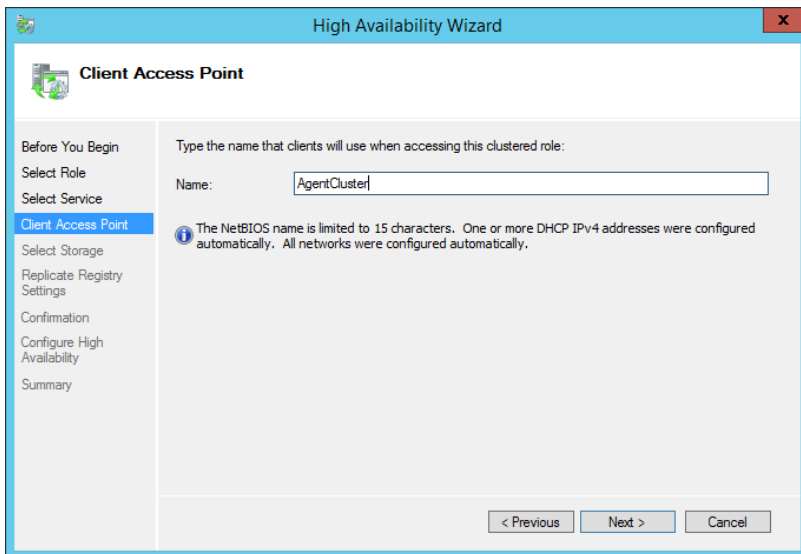 High Availability Wizard
x
Client Access Point
Before You Begin
Select Role
Select Service
Client Access Point
Select Storage
Replicate Registry
Settings
Confirmation
Configure High
Availability
Summary
Type the name that clients will use when accessing this clustered role:
Name: AgentCluster
The NetBIOS name is limited to 15 characters. One or more DHCP IPv4 addresses were configured
automatically. All networks were configured automatically.
< Previous Next > Cancel